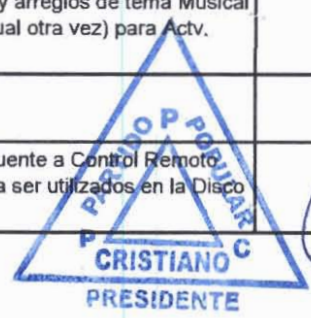 y arreglos de tema Musical
ual otra vez) para Actv.
uente a Control Remoto
a ser utilizados en la Disco
PARTIDO P POPULAR
P C
CRISTIANO
PRESIDENTE